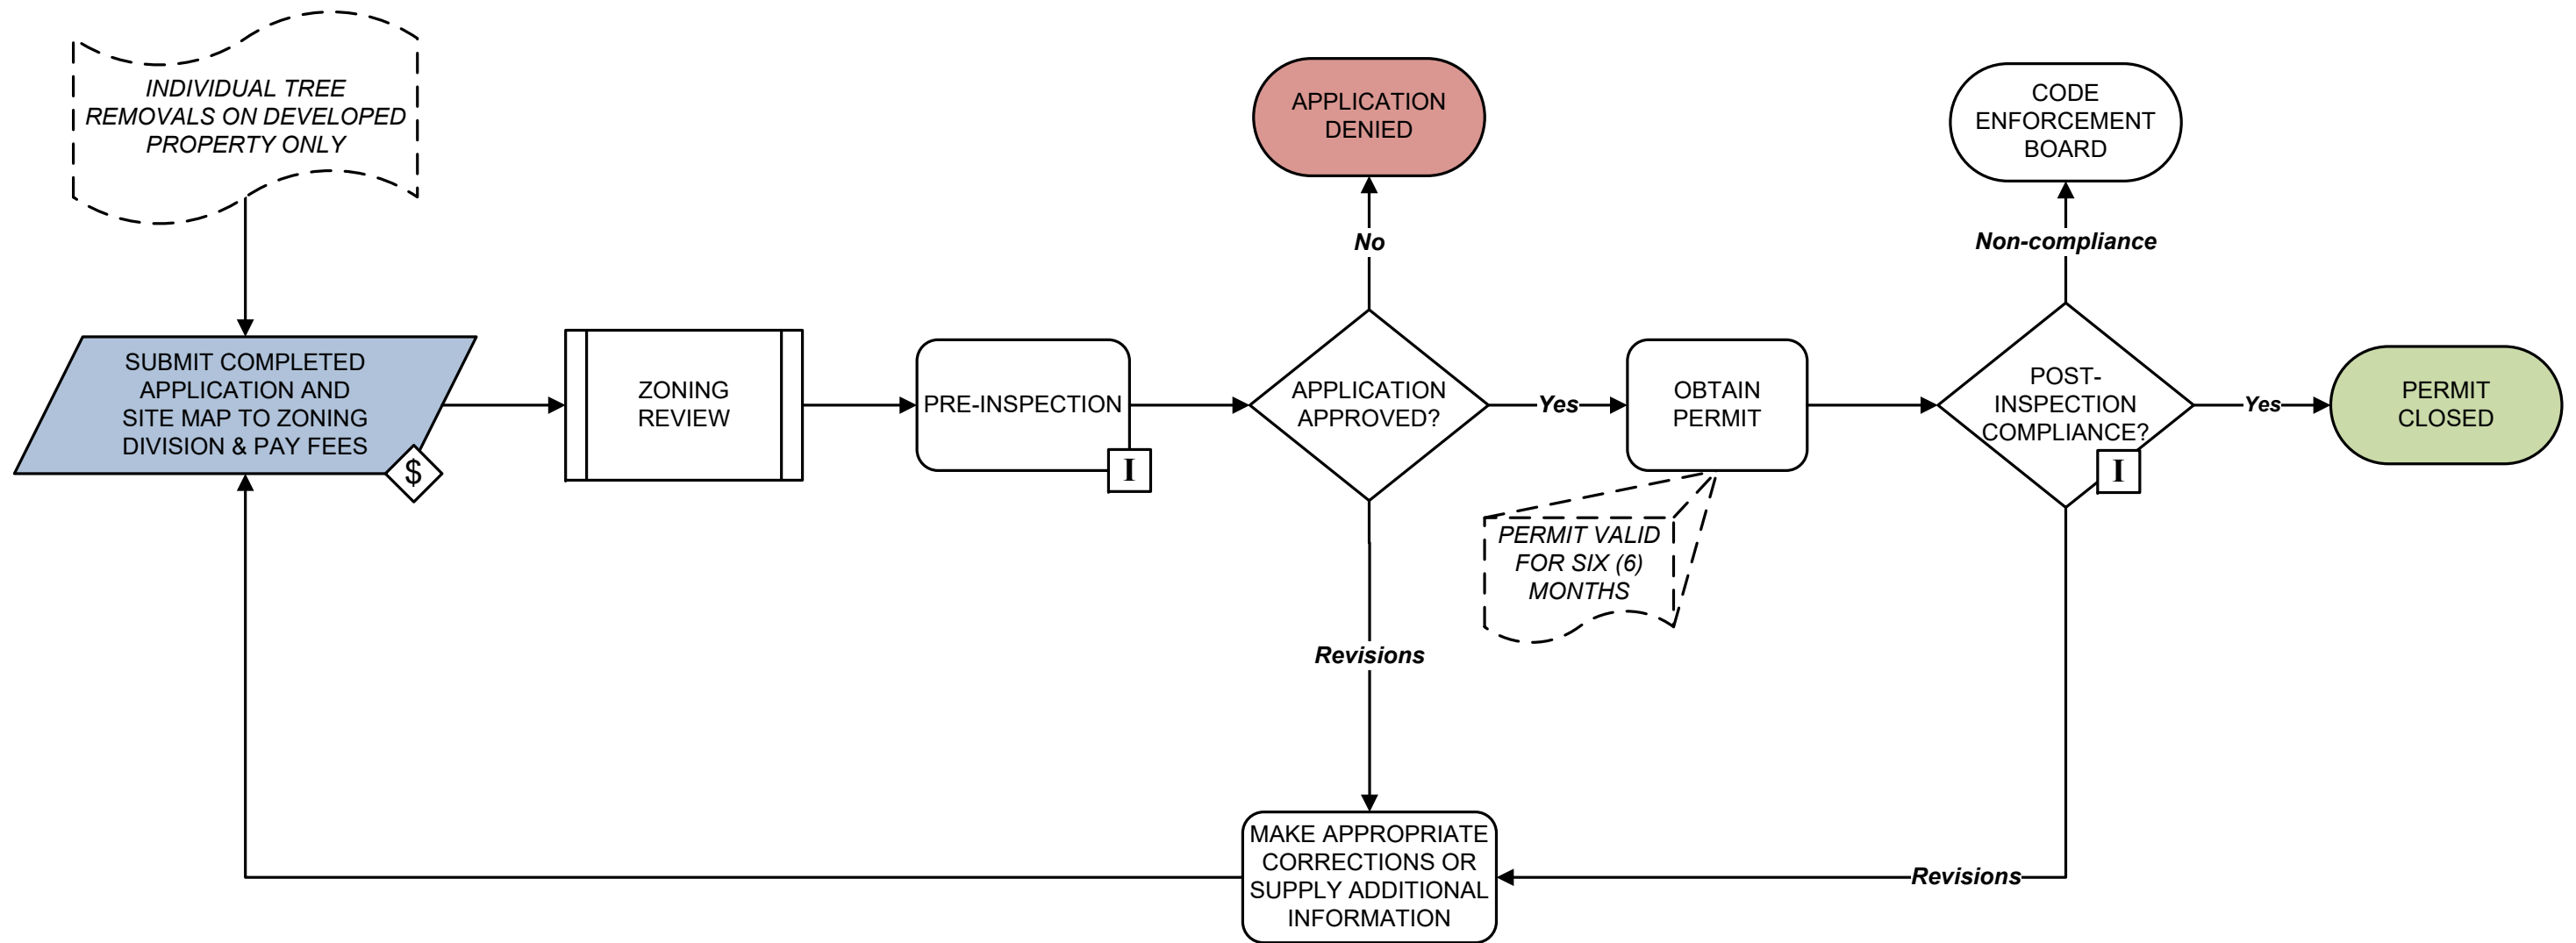 INDIVIDUAL TREE
REMOVALS ON DEVELOPED
PROPERTY ONLY
SUBMIT COMPLETED
APPLICATION AND
SITE MAP TO ZONING
DIVISION & PAY FEES
$
ZONING
REVIEW
PRE-INSPECTION
I
APPLICATION
APPROVED?
No
APPLICATION
DENIED
Yes
OBTAIN
PERMIT
PERMIT VALID
FOR SIX (6)
MONTHS
POST-
INSPECTION
COMPLIANCE?
I
Non-compliance
CODE
ENFORCEMENT
BOARD
Yes
PERMIT
CLOSED
Revisions
Revisions
MAKE APPROPRIATE
CORRECTIONS OR
SUPPLY ADDITIONAL
INFORMATION